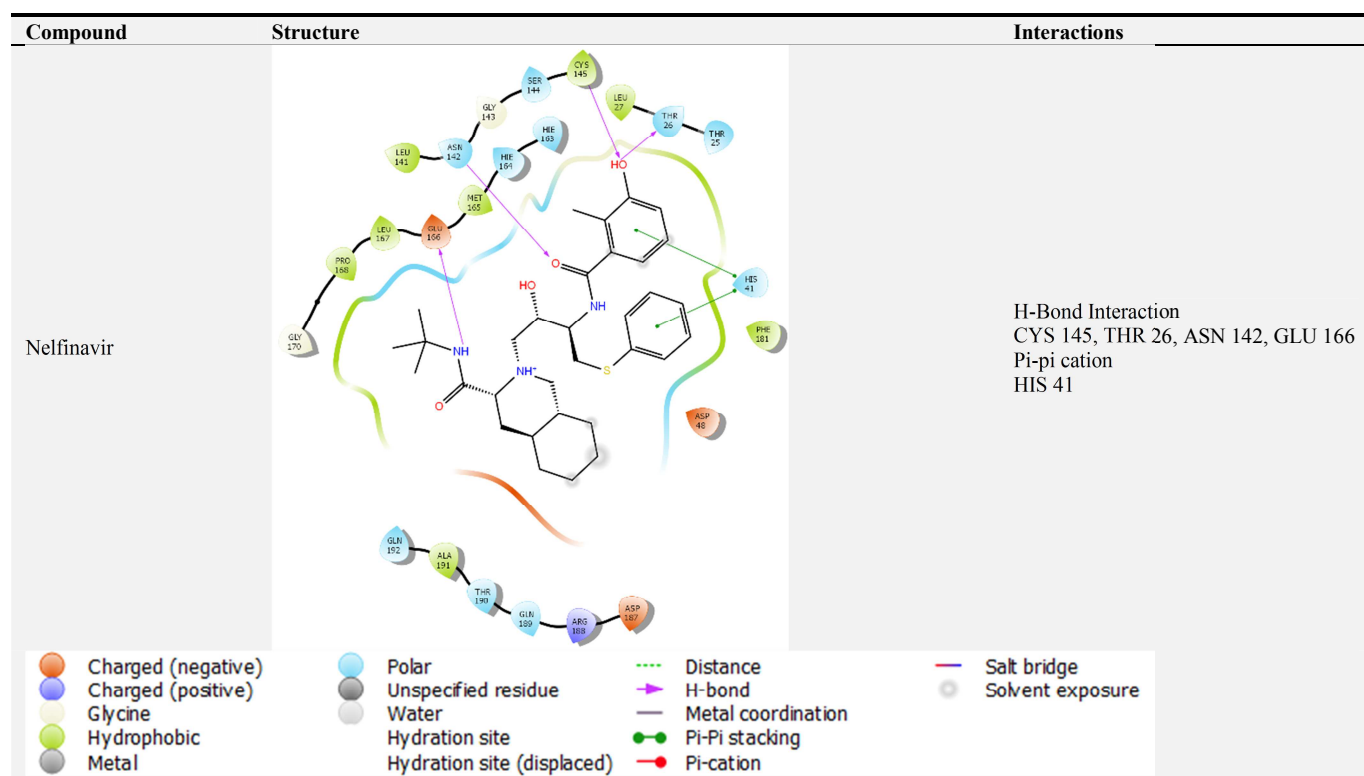 Compound Structure Interactions
CYS
145
SER
144
GLY
143
LEU
27
THR
26
THR
25
HIE
163
ASN
142
LEU
141
HIE
164
HO
MET
165
LEU
167
GLU
166
PRO
168
O
HIS
41
HO
NH
GLY
170
PHE
181
NH
S
NH+
O
ASP
48
Nelfinavir
H-Bond Interaction
CYS 145, THR 26, ASN 142, GLU 166
Pi-pi cation
HIS 41
GLN
192
ALA
191
THR
190
GLN
189
ARG
188
ASP
187
Charged (negative)
Charged (positive)
Glycine
Hydrophobic
Metal
Polar
Unspecified residue
Water
Hydration site
Hydration site (displaced)
Distance
H-bond
Metal coordination
Pi-Pi stacking
Pi-cation
Salt bridge
Solvent exposure